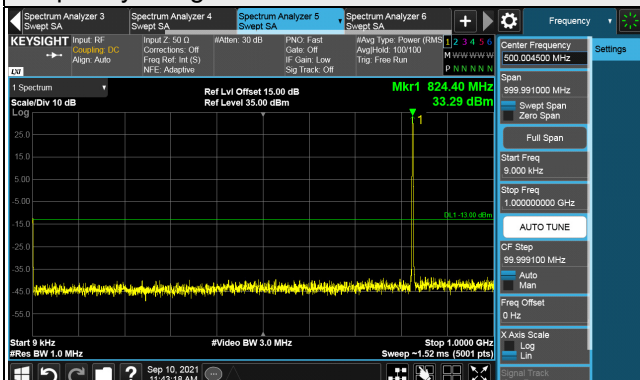 Spectrum Analyzer 3
Swept SA
Spectrum Analyzer 4
Swept SA
Spectrum Analyzer 5
Swept SA
Spectrum Analyzer 6
Swept SA
+
Frequency
KEYSIGHT
Input: RF
Coupling: DC
Align: Auto
Input Z: 50 Ω
Corrections: Off
Freq Ref: Int (S)
NFE: Adaptive
#Atten: 30 dB
PNO: Fast
Gate: Off
IF Gain: Low
Sig Track: Off
#Avg Type: Power (RMS
Avg|Hold: 100/100
Trig: Free Run
1 2 3 4 5 6
M W W W W W
P N N N N N
LXI
1 Spectrum
Scale/Div 10 dB
Log
Ref Lvl Offset 15.00 dB
Ref Level 35.00 dBm
Mkr1 824.40 MHz
33.29 dBm
1
25.0
15.0
5.00
-5.00
-15.0
-25.0
-35.0
-45.0
-55.0
DL1 -13.00 dBm
Start 9 kHz
#Res BW 1.0 MHz
#Video BW 3.0 MHz
Stop 1.0000 GHz
Sweep ~1.52 ms (5001 pts)
Center Frequency
500.004500 MHz
Settings
Span
999.991000 MHz
Swept Span
Zero Span
Full Span
Start Freq
9.000 kHz
Stop Freq
1.000000000 GHz
AUTO TUNE
CF Step
99.999100 MHz
Auto
Man
Freq Offset
0 Hz
X Axis Scale
Log
Lin
Signal Track
?
Sep 10, 2021
11:43:18 AM